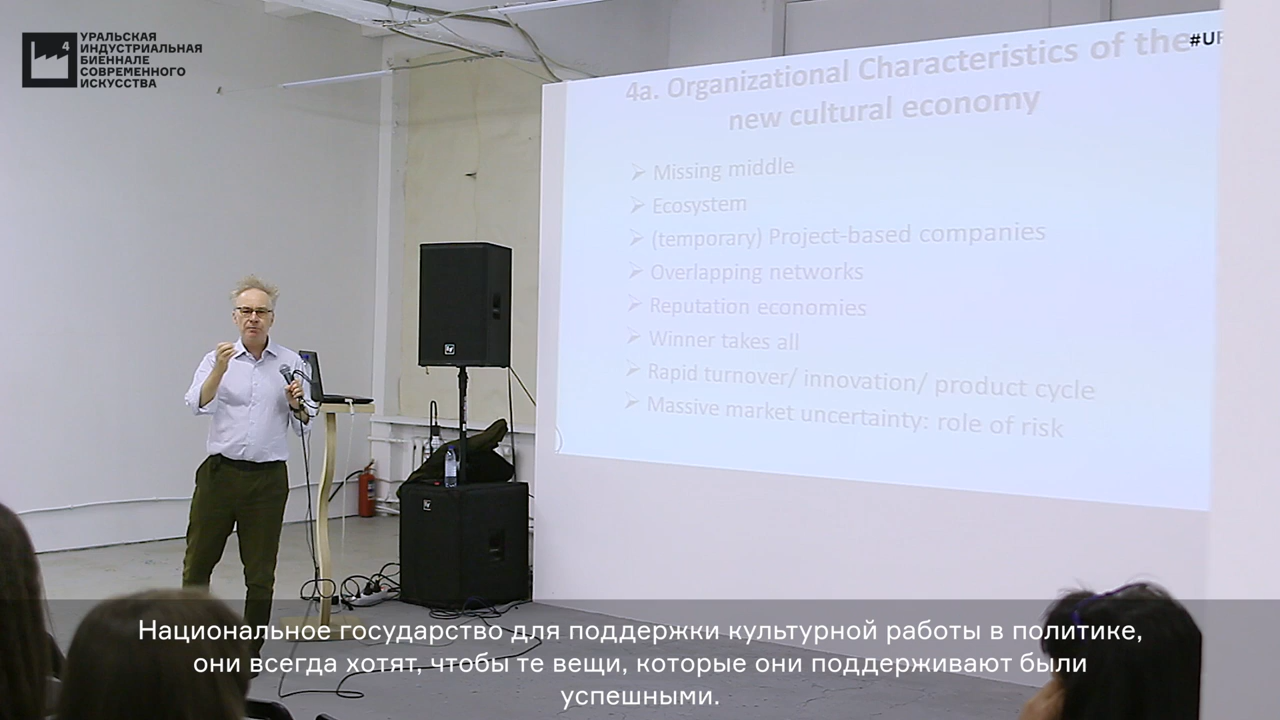 4
УРАЛЬСКАЯ
ИНДУСТРИАЛЬНАЯ
БИЕННАЛЕ
СОВРЕМЕННОГО
ИСКУССТВА
4a. Organizational Characteristics of the
new cultural economy
➢ Missing middle
➢ Ecosystem
➢ (temporary) Project-based companies
➢ Overlapping networks
➢ Reputation economies
➢ Winner takes all
➢ Rapid turnover/ innovation/ product cycle
➢ Massive market uncertainty: role of risk
Национальное государство для поддержки культурной работы в политике,
они всегда хотят, чтобы те вещи, которые они поддерживают были
успешными.